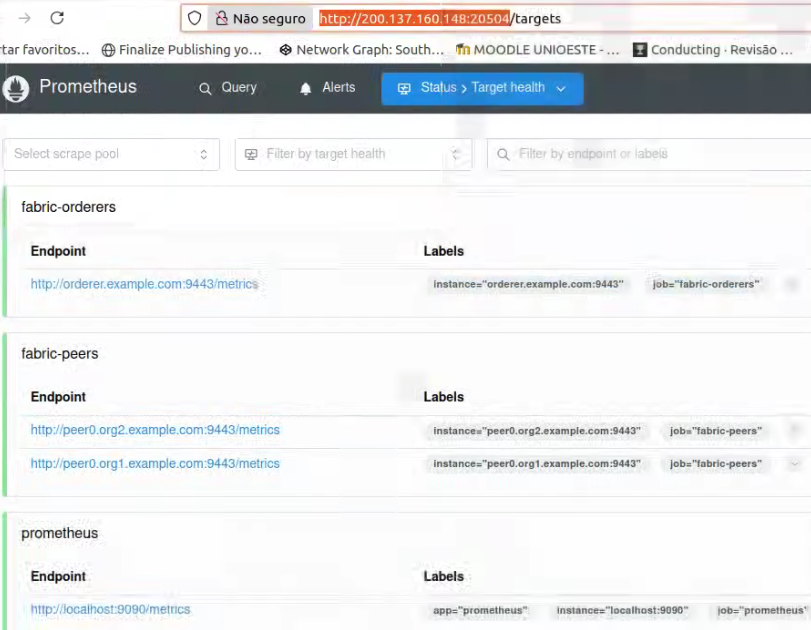 Não seguro http://200.137.160.148:20504/targets
tar favoritos... Finalize Publishing yo... Network Graph: South... MOODLE UNIOESTE - ... Conducting · Revisão ...
Prometheus Query Alerts Status > Target health
Select scrape pool Filter by target health Filter by endpoint or labels
fabric-orderers
Endpoint Labels
http://orderer.example.com:9443/metrics instance="orderer.example.com:9443" job="fabric-orderers"
fabric-peers
Endpoint Labels
http://peer0.org2.example.com:9443/metrics instance="peer0.org2.example.com:9443" job="fabric-peers"
http://peer0.org1.example.com:9443/metrics instance="peer0.org1.example.com:9443" job="fabric-peers"
prometheus
Endpoint Labels
http://localhost:9090/metrics app="prometheus" instance="localhost:9090" job="prometheus"